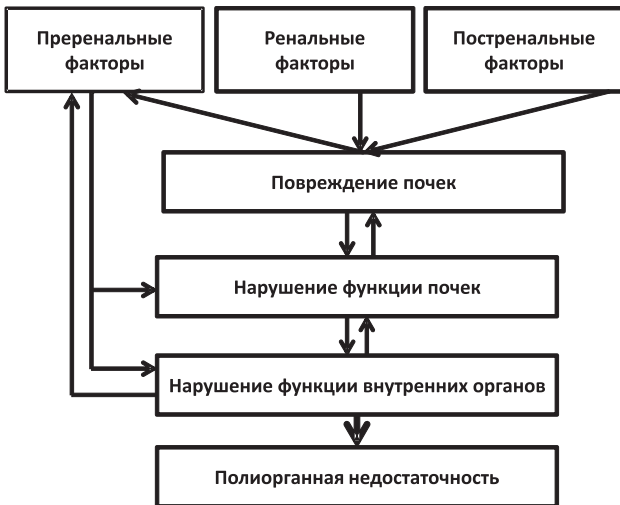 Преренальные
факторы
Ренальные
факторы
Постренальные
факторы
Повреждение почек
Нарушение функции почек
Нарушение функции внутренних органов
Полиорганная недостаточность